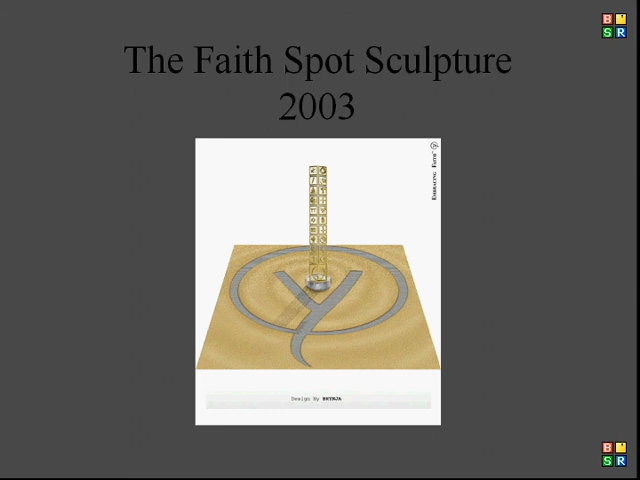 B
S R
The Faith Spot Sculpture
2003
EMBRACING FAITH
Design By
B
S R